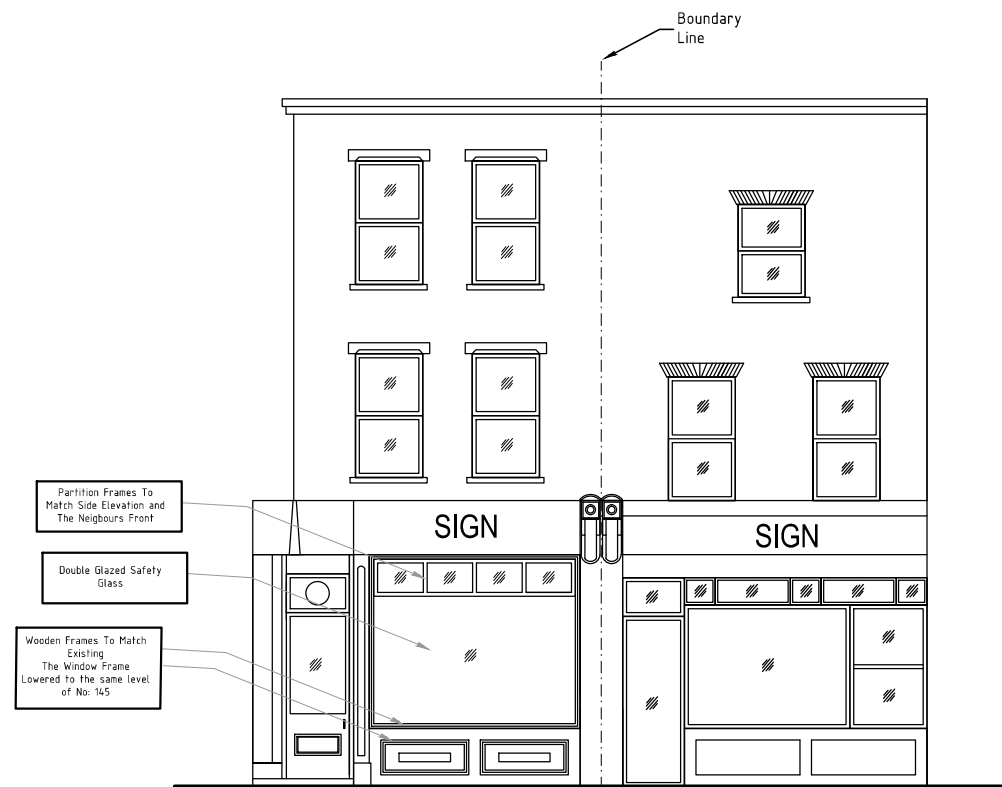 Boundary
Line
Partition Frames To
Match Side Elevation and
The Neigbours Front
SIGN
SIGN
Double Glazed Safety
Glass
Wooden Frames To Match
Existing
The Window Frame
Lowered to the same level
of No: 145